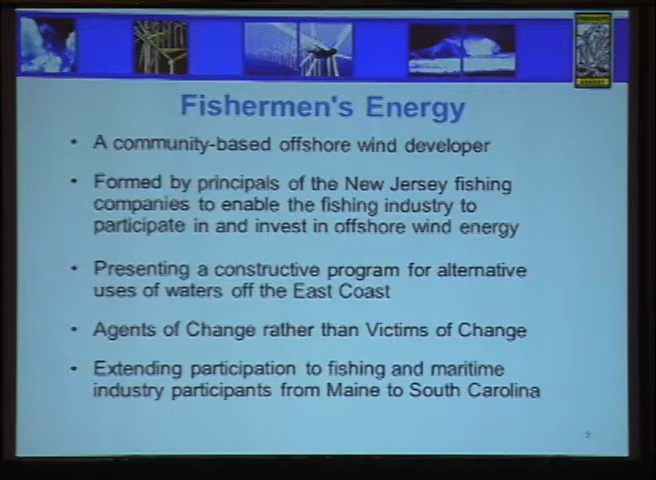 Fishermen's Energy
• A community-based offshore wind developer
• Formed by principals of the New Jersey fishing
companies to enable the fishing industry to
participate in and invest in offshore wind energy
• Presenting a constructive program for alternative
uses of waters off the East Coast
• Agents of Change rather than Victims of Change
• Extending participation to fishing and maritime
industry participants from Maine to South Carolina